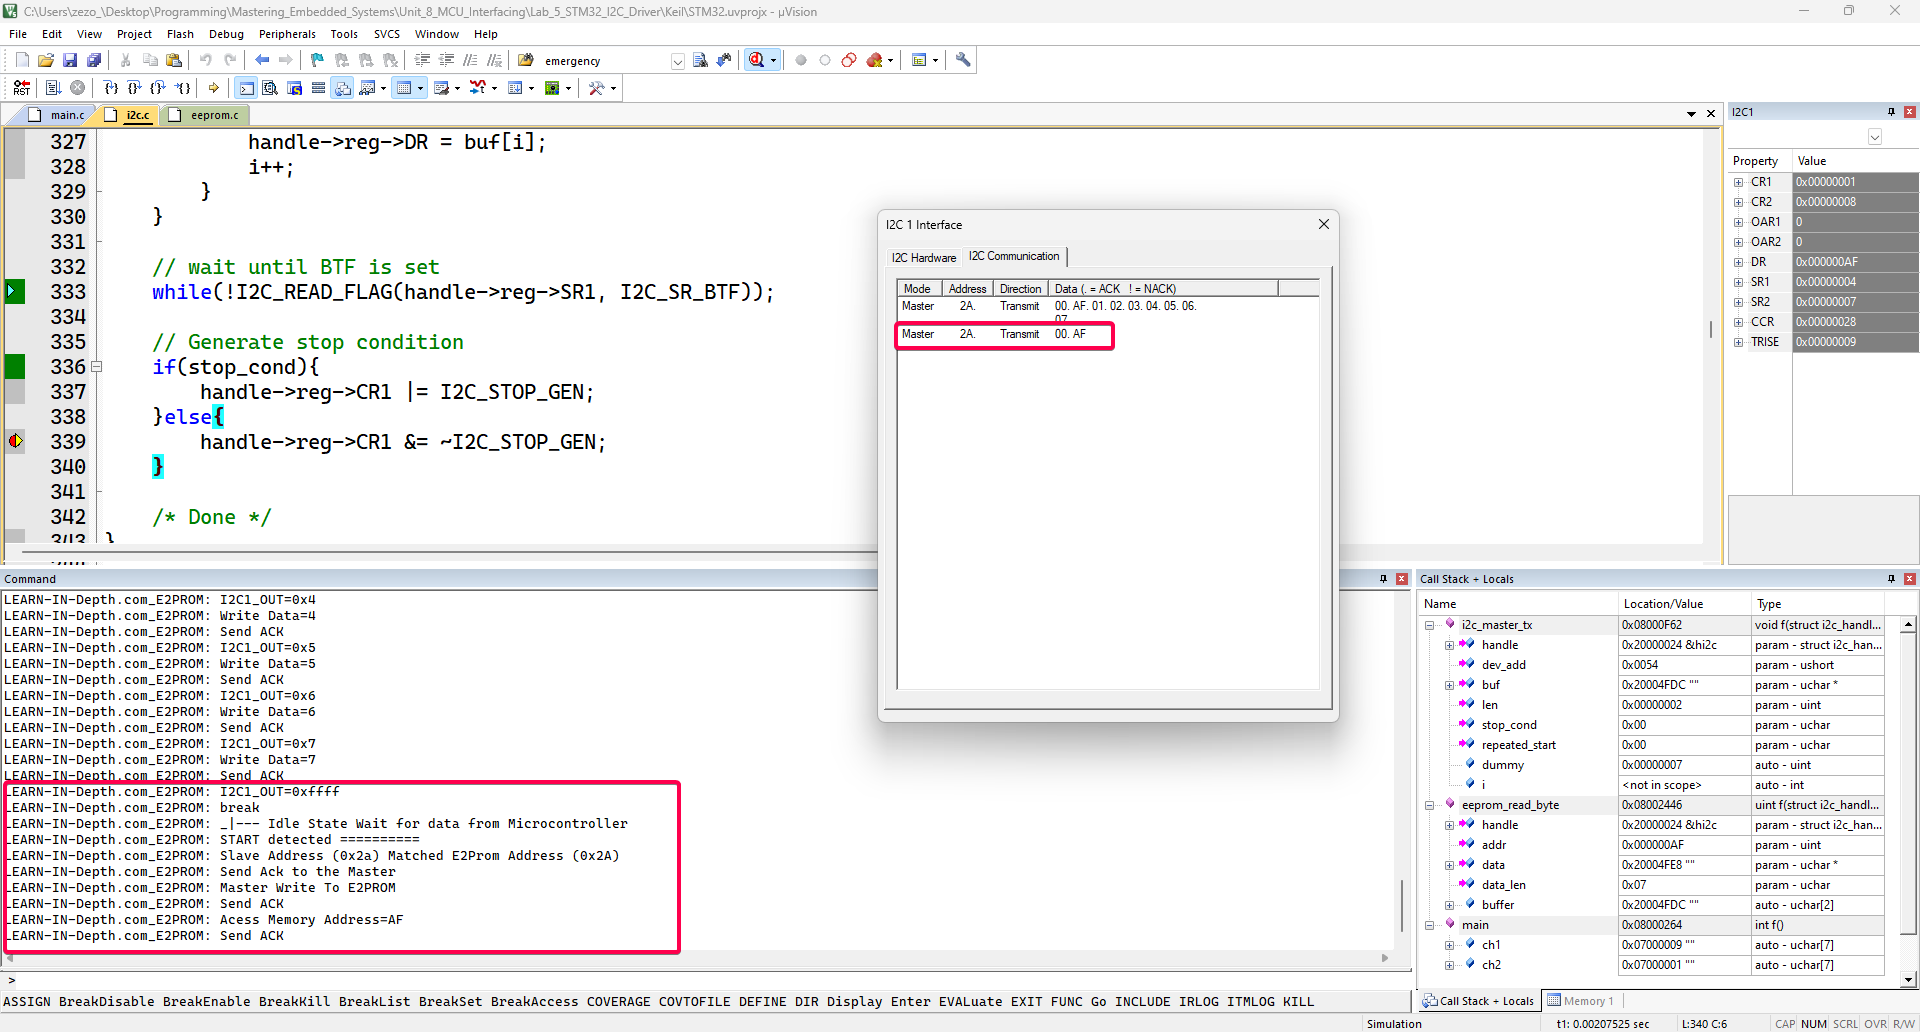 C:\Users\zezo_\Desktop\Programming\Mastering_Embedded_Systems\Unit_8_MCU_Interfacing\Lab_5_STM32_I2C_Driver\Keil\STM32.uvprojx - µVision
File Edit View Project Flash Debug Peripherals Tools SVCS Window Help
emergency
RST
main.c i2c.c eeprom.c
327 handle->reg->DR = buf[i];
328 i++;
329 }
330 }
331
332 // wait until BTF is set
333 while(!I2C_READ_FLAG(handle->reg->SR1, I2C_SR_BTF));
334
335 // Generate stop condition
336 if(stop_cond){
337 handle->reg->CR1 |= I2C_STOP_GEN;
338 }else{
339 handle->reg->CR1 &= ~I2C_STOP_GEN;
340 }
341
342 /* Done */
343 }
I2C 1 Interface
I2C Hardware I2C Communication
Mode Address Direction Data (. = ACK ! = NACK)
Master 2A. Transmit 00. AF. 01. 02. 03. 04. 05. 06.
07.
Master 2A. Transmit 00. AF
I2C1
Property Value
CR1 0x00000001
CR2 0x00000008
OAR1 0
OAR2 0
DR 0x000000AF
SR1 0x00000004
SR2 0x00000007
CCR 0x00000028
TRISE 0x00000009
Command
LEARN-IN-Depth.com_E2PROM: I2C1_OUT=0x4
LEARN-IN-Depth.com_E2PROM: Write Data=4
LEARN-IN-Depth.com_E2PROM: Send ACK
LEARN-IN-Depth.com_E2PROM: I2C1_OUT=0x5
LEARN-IN-Depth.com_E2PROM: Write Data=5
LEARN-IN-Depth.com_E2PROM: Send ACK
LEARN-IN-Depth.com_E2PROM: I2C1_OUT=0x6
LEARN-IN-Depth.com_E2PROM: Write Data=6
LEARN-IN-Depth.com_E2PROM: Send ACK
LEARN-IN-Depth.com_E2PROM: I2C1_OUT=0x7
LEARN-IN-Depth.com_E2PROM: Write Data=7
LEARN-IN-Depth.com_E2PROM: Send ACK
LEARN-IN-Depth.com_E2PROM: I2C1_OUT=0xffff
LEARN-IN-Depth.com_E2PROM: break
LEARN-IN-Depth.com_E2PROM: _|--- Idle State Wait for data from Microcontroller
LEARN-IN-Depth.com_E2PROM: START detected ==========
LEARN-IN-Depth.com_E2PROM: Slave Address (0x2a) Matched E2Prom Address (0x2A)
LEARN-IN-Depth.com_E2PROM: Send Ack to the Master
LEARN-IN-Depth.com_E2PROM: Master Write To E2PROM
LEARN-IN-Depth.com_E2PROM: Send ACK
LEARN-IN-Depth.com_E2PROM: Acess Memory Address=AF
LEARN-IN-Depth.com_E2PROM: Send ACK
>
ASSIGN BreakDisable BreakEnable BreakKill BreakList BreakSet BreakAccess COVERAGE COVTOFILE DEFINE DIR Display Enter EVALuate EXIT FUNC Go INCLUDE IRLOG ITMLOG KILL
Call Stack + Locals
Name Location/Value Type
i2c_master_tx 0x08000F62 void f(struct i2c_handl...
handle 0x20000024 &hi2c param - struct i2c_han...
dev_add 0x0054 param - ushort
buf 0x20004FDC "" param - uchar *
len 0x00000002 param - uint
stop_cond 0x00 param - uchar
repeated_start 0x00 param - uchar
dummy 0x00000007 auto - uint
i <not in scope> auto - int
eeprom_read_byte 0x08002446 uint f(struct i2c_handl...
handle 0x20000024 &hi2c param - struct i2c_han...
addr 0x000000AF param - uint
data 0x20004FE8 "" param - uchar *
data_len 0x07 param - uchar
buffer 0x20004FDC "" auto - uchar[2]
main 0x08000264 int f()
ch1 0x07000009 "" auto - uchar[7]
ch2 0x07000001 "" auto - uchar[7]
Call Stack + Locals Memory 1
Simulation t1: 0.00207525 sec L:340 C:6 CAP NUM SCRL OVR R/W